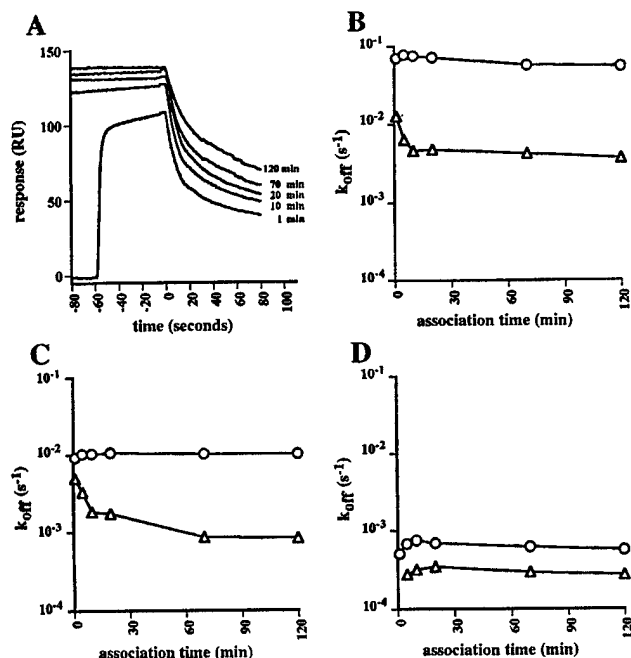 A
150
100
50
0
response (RU)
120 min
70 min
20 min
10 min
1 min
-80
-60
-40
-20
0
20
40
60
80
100
time (seconds)
B
10-1
10-2
10-3
10-4
koff (s-1)
0
30
60
90
120
association time (min)
C
10-1
10-2
10-3
10-4
koff (s-1)
0
30
60
90
120
association time (min)
D
10-1
10-2
10-3
10-4
koff (s-1)
0
30
60
90
120
association time (min)